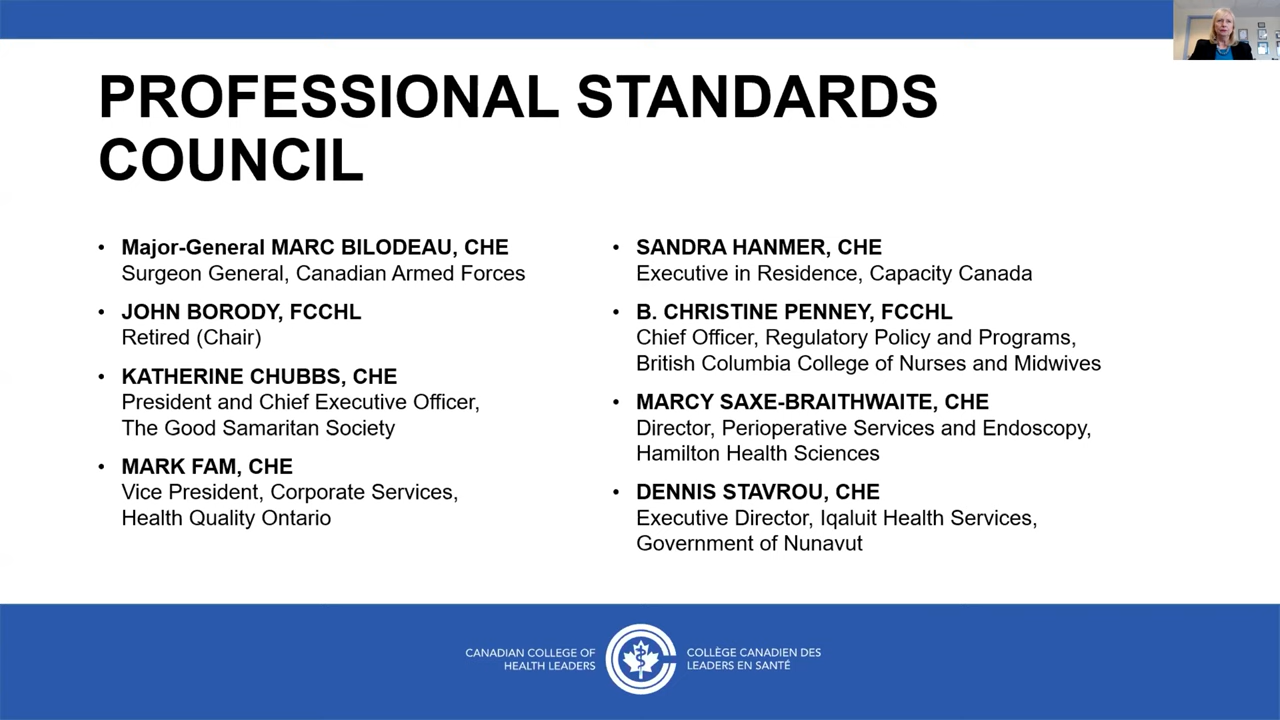 PROFESSIONAL STANDARDS
COUNCIL
• Major-General MARC BILODEAU, CHE
Surgeon General, Canadian Armed Forces
• JOHN BORODY, FCCHL
Retired (Chair)
• KATHERINE CHUBBS, CHE
President and Chief Executive Officer,
The Good Samaritan Society
• MARK FAM, CHE
Vice President, Corporate Services,
Health Quality Ontario
• SANDRA HANMER, CHE
Executive in Residence, Capacity Canada
• B. CHRISTINE PENNEY, FCCHL
Chief Officer, Regulatory Policy and Programs,
British Columbia College of Nurses and Midwives
• MARCY SAXE-BRAITHWAITE, CHE
Director, Perioperative Services and Endoscopy,
Hamilton Health Sciences
• DENNIS STAVROU, CHE
Executive Director, Iqaluit Health Services,
Government of Nunavut
CANADIAN COLLEGE OF
HEALTH LEADERS
COLLÈGE CANADIEN DES
LEADERS EN SANTÉ